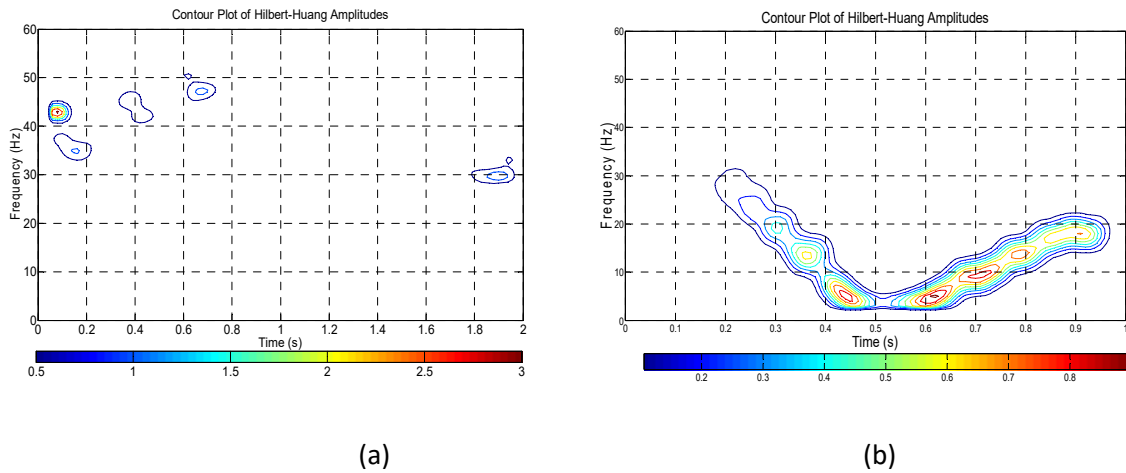 Contour Plot of Hilbert-Huang Amplitudes
60
50
40
30
20
10
0
Frequency (Hz)
0 0.2 0.4 0.6 0.8 1 1.2 1.4 1.6 1.8 2
Time (s)
0.5 1 1.5 2 2.5 3
(a)
Contour Plot of Hilbert-Huang Amplitudes
60
50
40
30
20
10
0
Frequency (Hz)
0 0.1 0.2 0.3 0.4 0.5 0.6 0.7 0.8 0.9 1
Time (s)
0.2 0.3 0.4 0.5 0.6 0.7 0.8
(b)